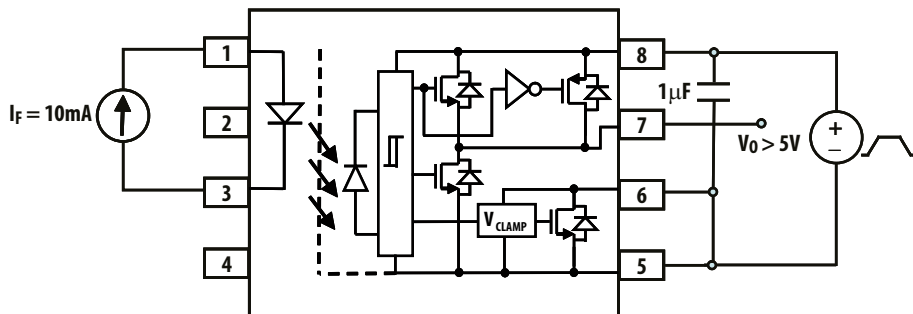 1
8
1μF
I_F = 10mA
2
7
V_O > 5V
+
−
3
6
V_CLAMP
4
5